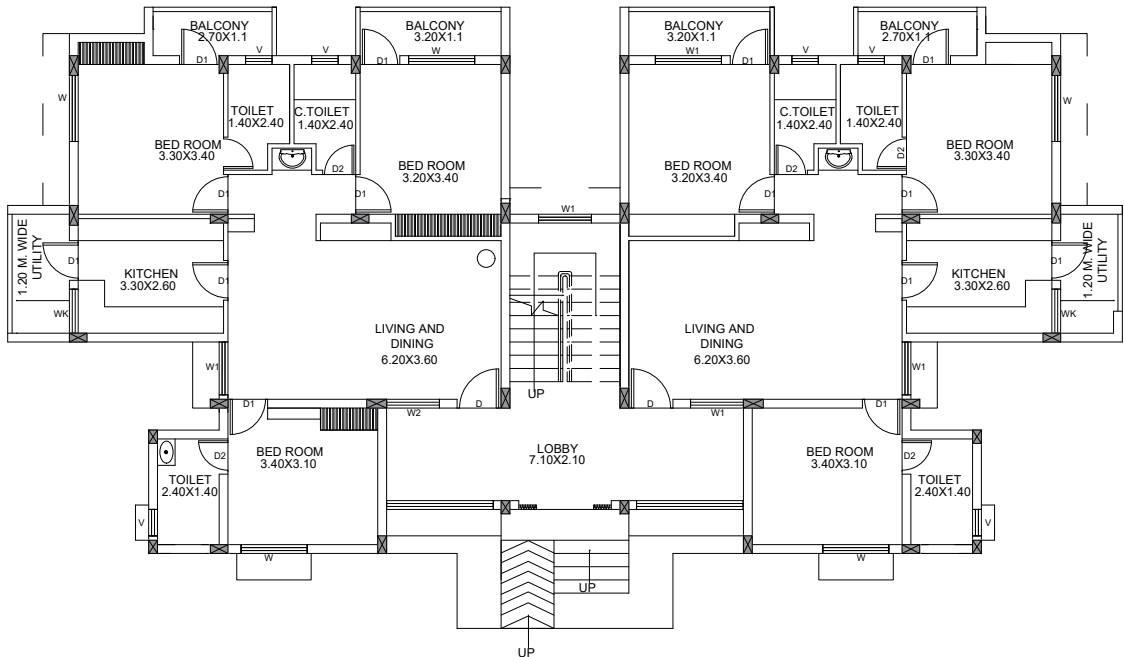 BALCONY
2.70X1.1
BALCONY
3.20X1.1
BALCONY
3.20X1.1
BALCONY
2.70X1.1
V
V
W
W1
V
V
D1
D1
D1
D1
W
TOILET
1.40X2.40
C.TOILET
1.40X2.40
C.TOILET
1.40X2.40
TOILET
1.40X2.40
W
BED ROOM
3.30X3.40
BED ROOM
3.20X3.40
BED ROOM
3.20X3.40
BED ROOM
3.30X3.40
D2
D2
D2
D1
D1
D1
D1
W1
1.20 M. WIDE
UTILITY
D1
KITCHEN
3.30X2.60
D1
D1
KITCHEN
3.30X2.60
D1
1.20 M. WIDE
UTILITY
WK
WK
LIVING AND
DINING
6.20X3.60
LIVING AND
DINING
6.20X3.60
W1
W1
UP
D1
W2
D
D
W1
D1
BED ROOM
3.40X3.10
LOBBY
7.10X2.10
BED ROOM
3.40X3.10
D2
D2
TOILET
2.40X1.40
TOILET
2.40X1.40
V
V
W
W
UP
UP